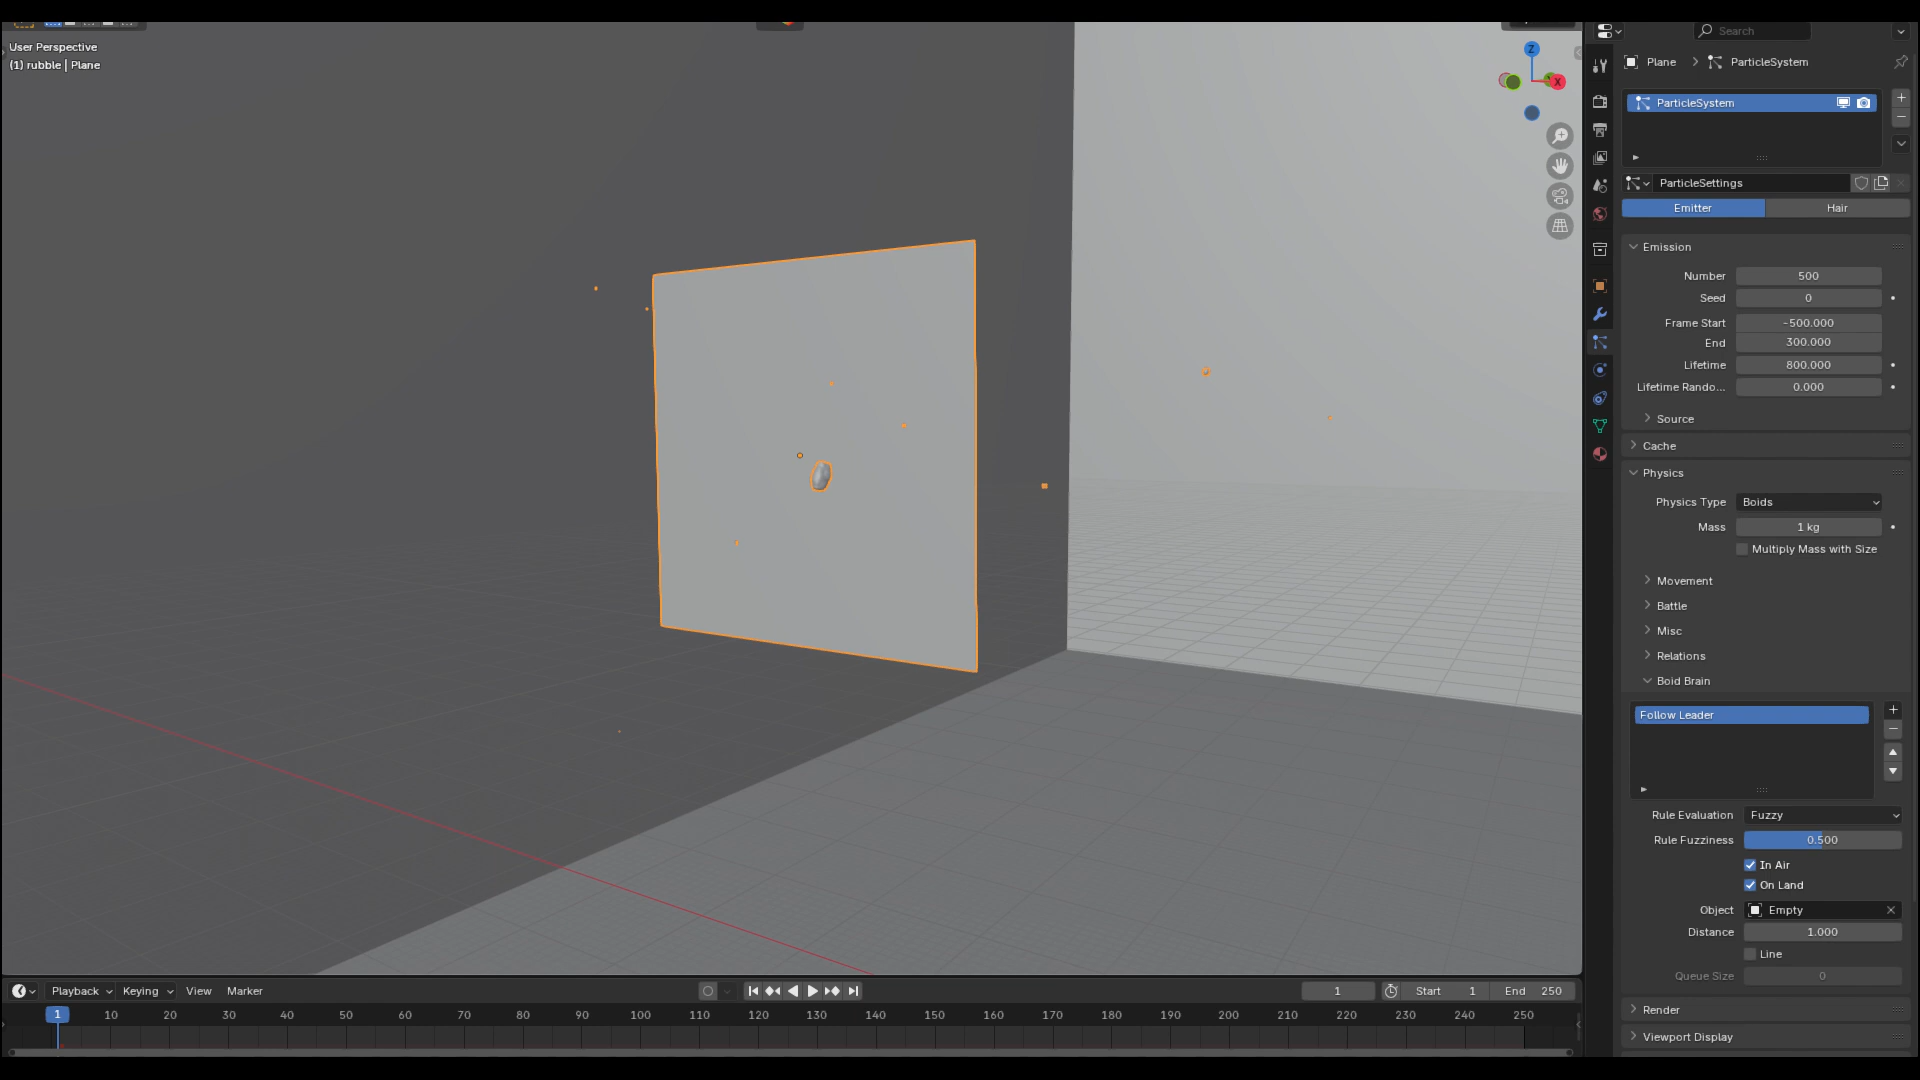 User Perspective
(1) rubble | Plane
Z
X
Search
Plane > ParticleSystem
ParticleSystem
ParticleSettings
Emitter Hair
Emission
Number 500
Seed 0
Frame Start -500.000
End 300.000
Lifetime 800.000
Lifetime Rando... 0.000
Source
Cache
Physics
Physics Type Boids
Mass 1 kg
Multiply Mass with Size
Movement
Battle
Misc
Relations
Boid Brain
Follow Leader
Rule Evaluation Fuzzy
Rule Fuzziness 0.500
In Air
On Land
Object Empty
Distance 1.000
Line
Queue Size 0
Render
Viewport Display
Playback Keying View Marker 1 Start 1 End 250
1 10 20 30 40 50 60 70 80 90 100 110 120 130 140 150 160 170 180 190 200 210 220 230 240 250